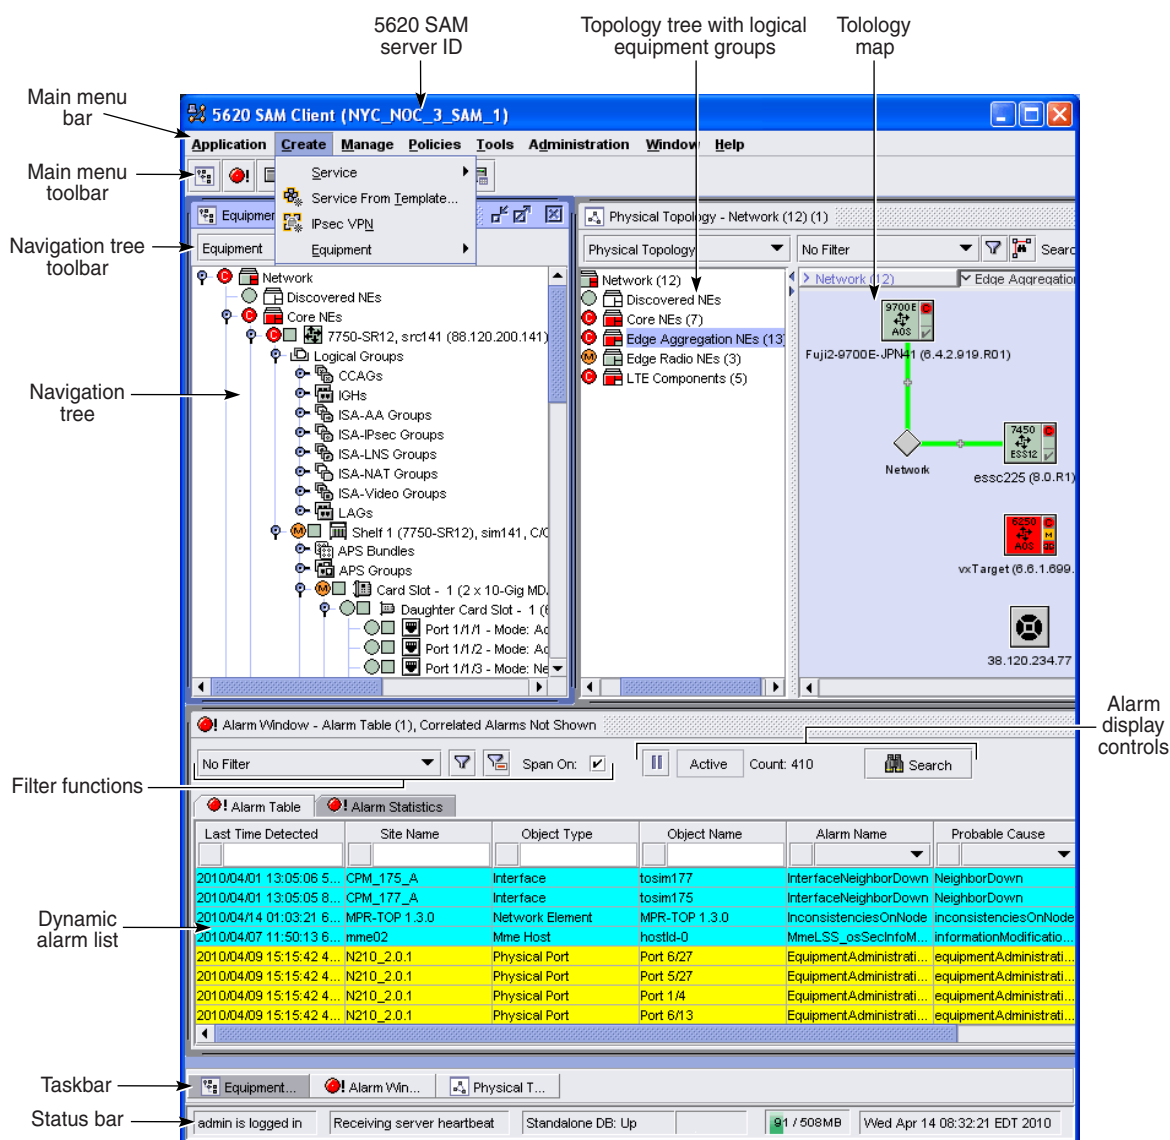 5620 SAM
server ID
Topology tree with logical
equipment groups
Tolology
map
Main menu
bar
5620 SAM Client (NYC_NOC_3_SAM_1)
Application Create Manage Policies Tools Administration Window Help
Main menu
toolbar
Service
Service From Template...
IPsec VPN
Equipment
Navigation tree
toolbar
Equipment
Physical Topology - Network (12) (1)
Physical Topology
No Filter
Network
Discovered NEs
Core NEs
7750-SR12, src141 (88.120.200.141)
Logical Groups
CCAGs
IGHs
ISA-AA Groups
ISA-IPsec Groups
ISA-LNS Groups
ISA-NAT Groups
ISA-Video Groups
LAGs
Shelf 1 (7750-SR12), sim141, C/O
APS Bundles
APS Groups
Card Slot - 1 (2 x 10-Gig MD
Daughter Card Slot - 1 (6
Port 1/1/1 - Mode: Ac
Port 1/1/2 - Mode: Ac
Port 1/1/3 - Mode: Ne
Navigation
tree
Network (12)
Discovered NEs
Core NEs (7)
Edge Aggregation NEs (13)
Edge Radio NEs (3)
LTE Components (5)
Network (12)
Edge Aggregation
9700E C
AOS
Fuji2-9700E-JPN41 (6.4.2.919.R01)
Network
7450 C
ESS12
essc225 (8.0.R1)
6250 C
M
AOS
vxTarget (6.6.1.699.
38.120.234.77
Alarm
display
controls
Alarm Window - Alarm Table (1), Correlated Alarms Not Shown
No Filter Span On: Active Count: 410 Search
Filter functions
Alarm Table Alarm Statistics
Last Time Detected Site Name Object Type Object Name Alarm Name Probable Cause
2010/04/01 13:05:06 5... CPM_175_A Interface tosim177 InterfaceNeighborDown NeighborDown
2010/04/01 13:05:05 8... CPM_177_A Interface tosim175 InterfaceNeighborDown NeighborDown
2010/04/14 01:03:21 6... MPR-TOP 1.3.0 Network Element MPR-TOP 1.3.0 InconsistenciesOnNode inconsistenciesOnNode
2010/04/07 11:50:13 6... mme02 Mme Host hostId-0 MmeLSS_osSecInfoM... informationModificatio...
2010/04/09 15:15:42 4... N210_2.0.1 Physical Port Port 6/27 EquipmentAdministrati... equipmentAdministrati...
2010/04/09 15:15:42 4... N210_2.0.1 Physical Port Port 5/27 EquipmentAdministrati... equipmentAdministrati...
2010/04/09 15:15:42 4... N210_2.0.1 Physical Port Port 1/4 EquipmentAdministrati... equipmentAdministrati...
2010/04/09 15:15:42 4... N210_2.0.1 Physical Port Port 6/13 EquipmentAdministrati... equipmentAdministrati...
Dynamic
alarm list
Taskbar
Equipment... Alarm Win... Physical T...
Status bar
admin is logged in Receiving server heartbeat Standalone DB: Up 91 / 508MB Wed Apr 14 08:32:21 EDT 2010